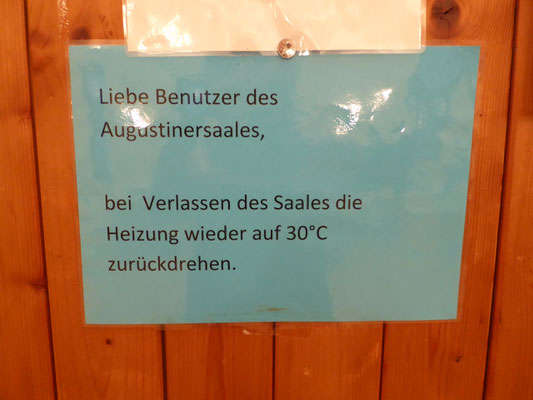 Liebe Benutzer des
Augustinersaales,
bei Verlassen des Saales die
Heizung wieder auf 30°C
zurückdrehen.